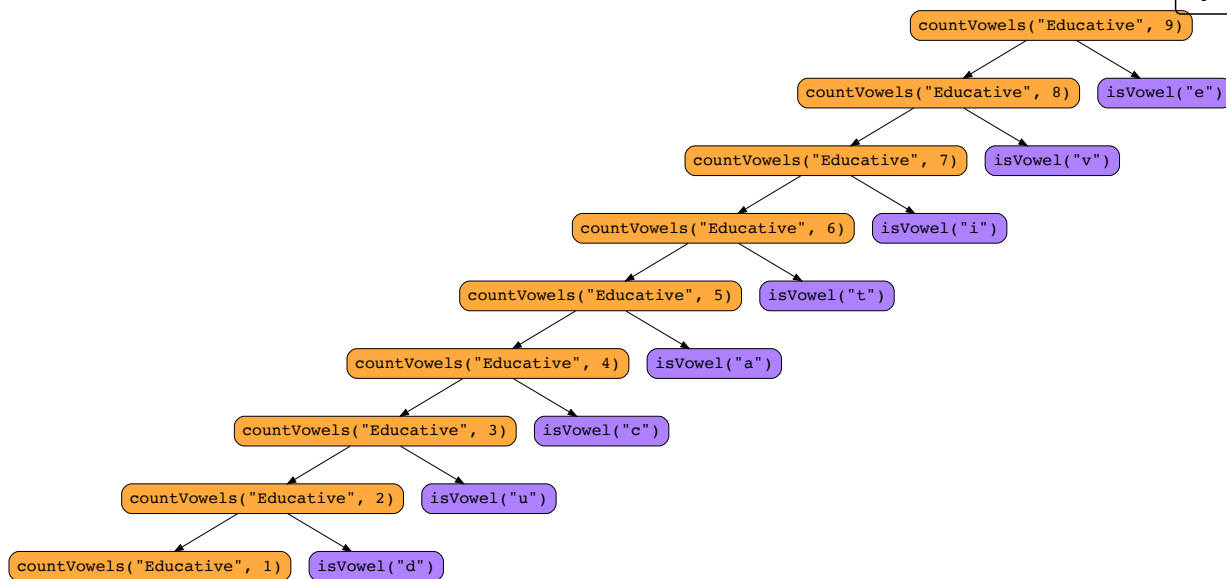 countVowels("Educative", 9)
countVowels("Educative", 8) isVowel("e")
countVowels("Educative", 7) isVowel("v")
countVowels("Educative", 6) isVowel("i")
countVowels("Educative", 5) isVowel("t")
countVowels("Educative", 4) isVowel("a")
countVowels("Educative", 3) isVowel("c")
countVowels("Educative", 2) isVowel("u")
countVowels("Educative", 1) isVowel("d")